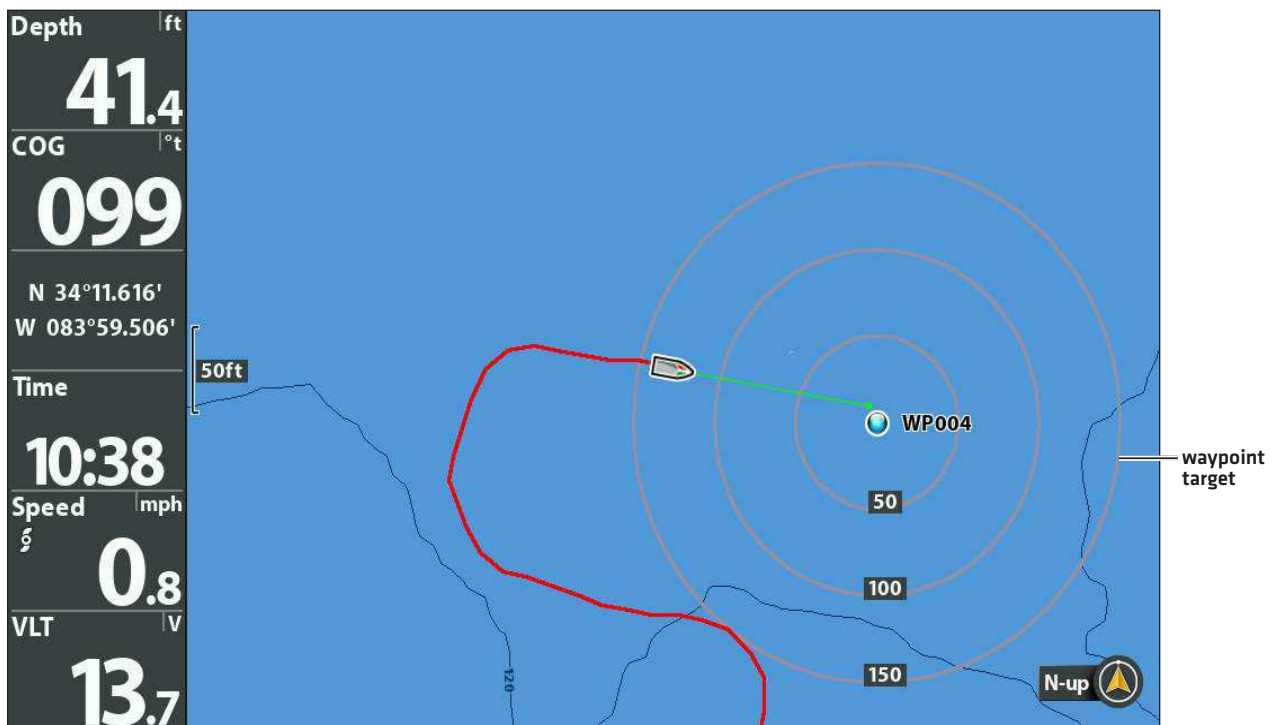 Depth ft
41.4
COG °t
099
N 34°11.616'
W 083°59.506'
Time
10:38
Speed mph
0.8
VLT V
13.7
50ft
WP004
50
100
150
120
N-up
waypoint
target